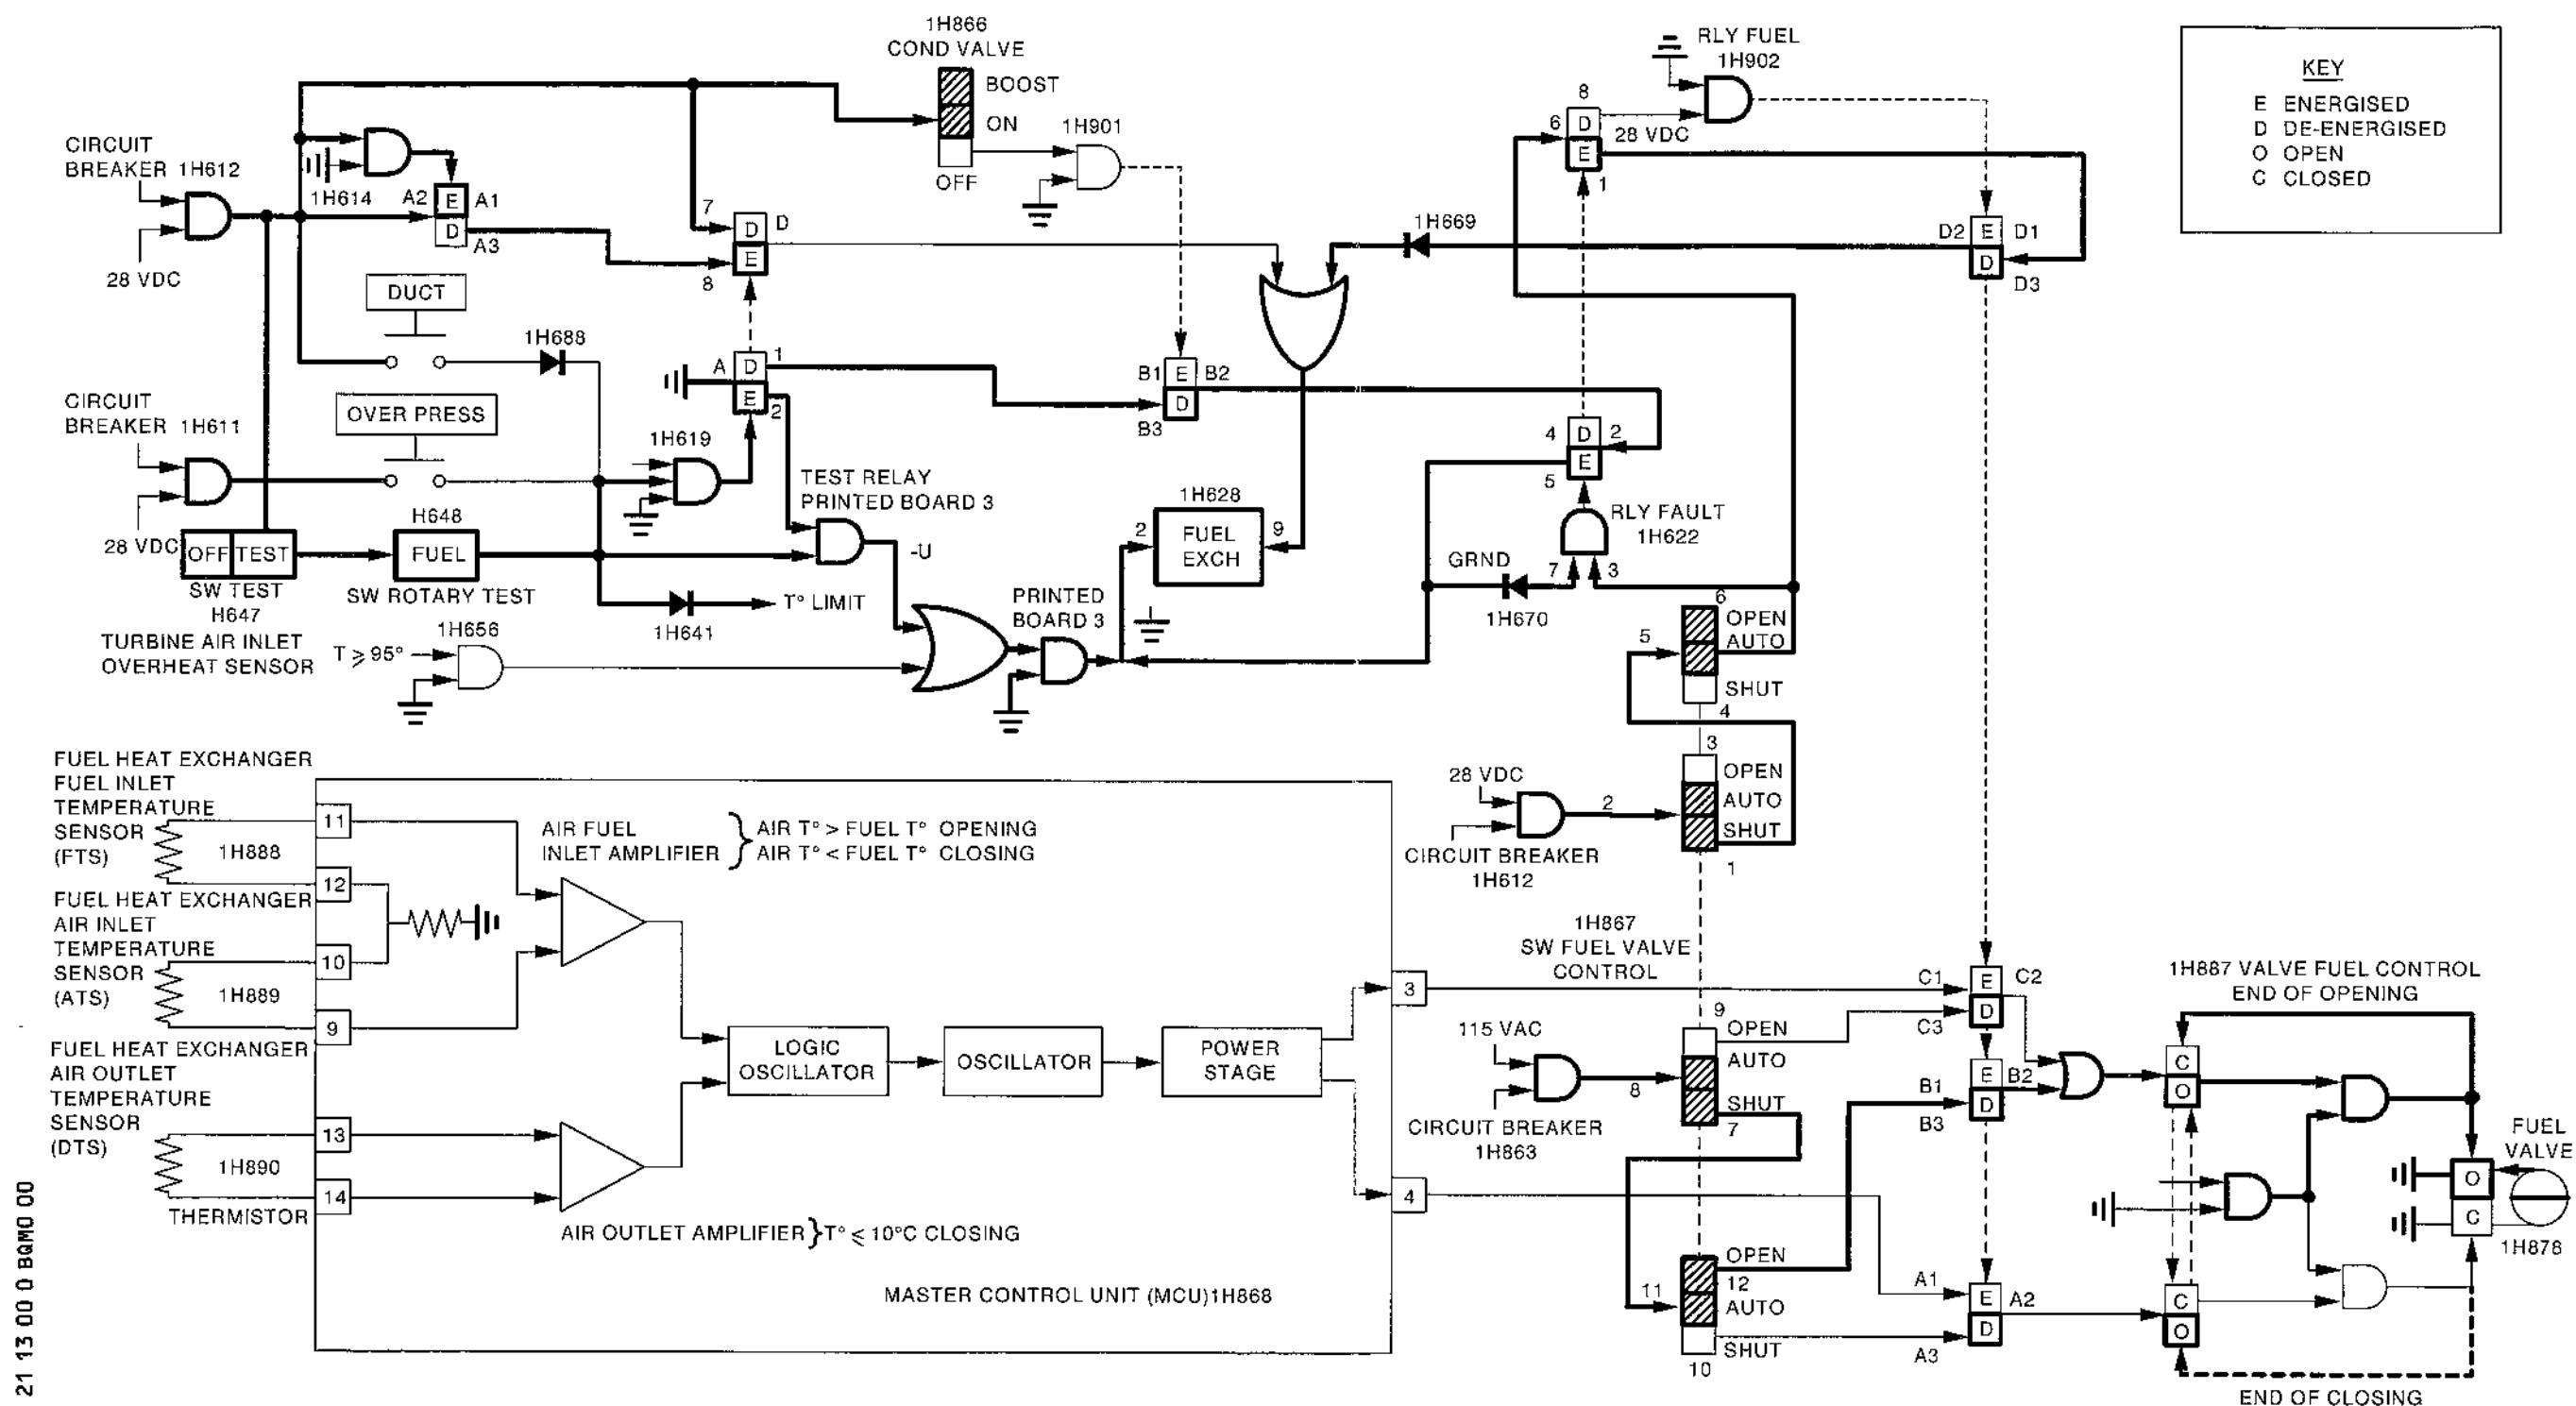 1H866
COND VALVE
BOOST
ON
OFF
1H901
RLY FUEL
1H902
8
6
D
28 VDC
E
1
KEY
E ENERGISED
D DE-ENERGISED
O OPEN
C CLOSED
CIRCUIT
BREAKER 1H612
28 VDC
1H614
A2
E
A1
D
A3
7
D
D
E
8
1H669
D2
E
D1
D
D3
DUCT
1H688
A
D
1
E
2
B1
E
B2
D
B3
CIRCUIT
BREAKER 1H611
28 VDC
OVER PRESS
1H619
4
D
2
E
5
TEST RELAY
PRINTED BOARD 3
-U
1H628
2
FUEL
EXCH
9
RLY FAULT
1H622
GRND
7
3
1H670
OFF
TEST
SW TEST
H647
H648
FUEL
SW ROTARY TEST
T° LIMIT
1H641
TURBINE AIR INLET
OVERHEAT SENSOR
1H656
T ⩾ 95°
PRINTED
BOARD 3
6
OPEN
5
AUTO
SHUT
4
3
OPEN
AUTO
SHUT
1
28 VDC
2
CIRCUIT BREAKER
1H612
FUEL HEAT EXCHANGER
FUEL INLET
TEMPERATURE
SENSOR
(FTS)
1H888
11
12
AIR FUEL
INLET AMPLIFIER
} AIR T° > FUEL T° OPENING
AIR T° < FUEL T° CLOSING
FUEL HEAT EXCHANGER
AIR INLET
TEMPERATURE
SENSOR
(ATS)
1H889
10
9
FUEL HEAT EXCHANGER
AIR OUTLET
TEMPERATURE
SENSOR
(DTS)
1H890
13
14
THERMISTOR
LOGIC
OSCILLATOR
OSCILLATOR
POWER
STAGE
3
4
AIR OUTLET AMPLIFIER } T° ⩽ 10°C CLOSING
MASTER CONTROL UNIT (MCU) 1H868
1H867
SW FUEL VALVE
CONTROL
9
OPEN
AUTO
SHUT
7
115 VAC
8
CIRCUIT BREAKER
1H863
OPEN
12
11
AUTO
SHUT
10
C1
E
C2
D
C3
E
B1
B2
D
B3
A1
E
A2
D
A3
1H887 VALVE FUEL CONTROL
END OF OPENING
C
O
FUEL
VALVE
O
C
1H878
C
O
END OF CLOSING
21 13 00 0 BQM0 00